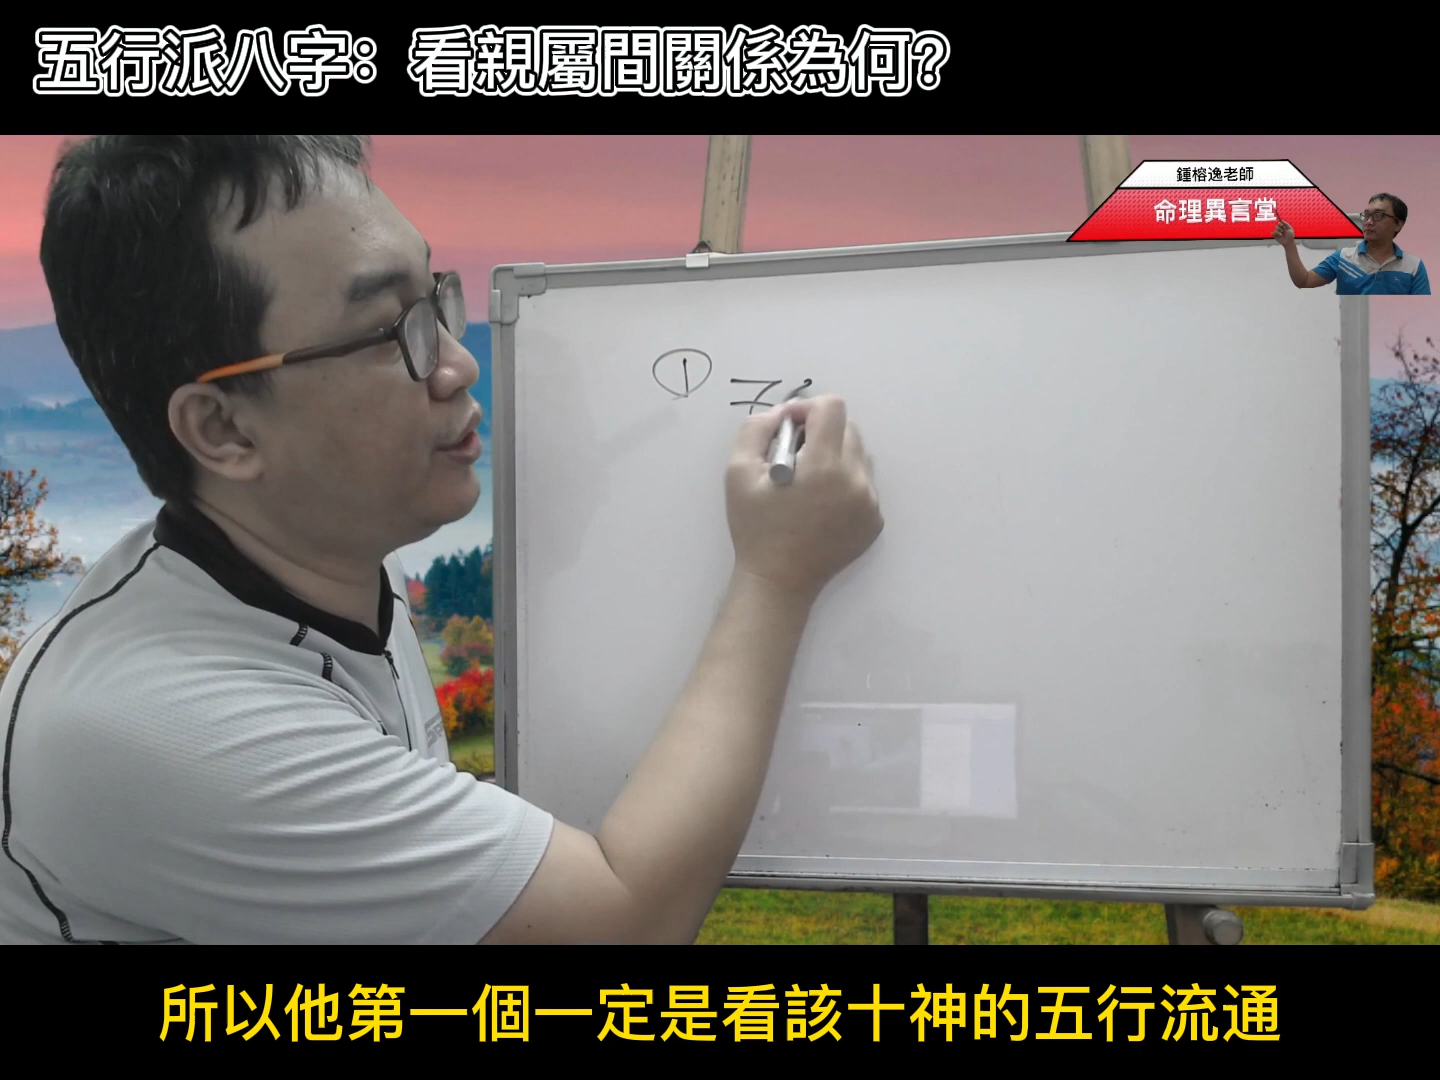 五行派八字：看親屬間關係為何？
鍾榕逸老師
命理異言堂
①
所以他第一個一定是看該十神的五行流通